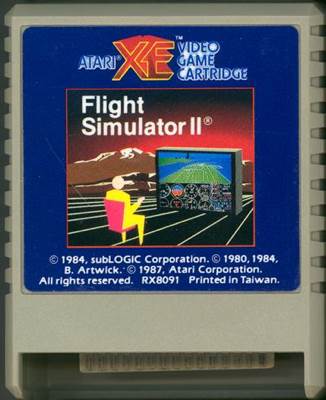 ATARI® XE™ VIDEO
GAME
CARTRIDGE
Flight
Simulator II®
© 1984, subLOGIC Corporation. © 1980, 1984,
B. Artwick. © 1987, Atari Corporation.
All rights reserved. RX8091 Printed in Taiwan.